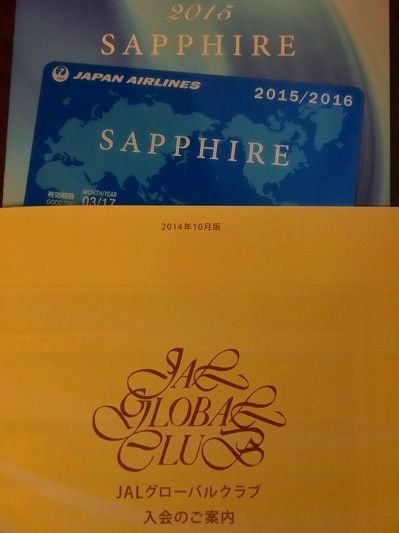 2015
SAPPHIRE
JAPAN AIRLINES
2015/2016
SAPPHIRE
有効期限 MONTH/YEAR
GOOD THRU 03/17
2014年10月版
JAL
GLOBAL
CLUB
JALグローバルクラブ
入会のご案内